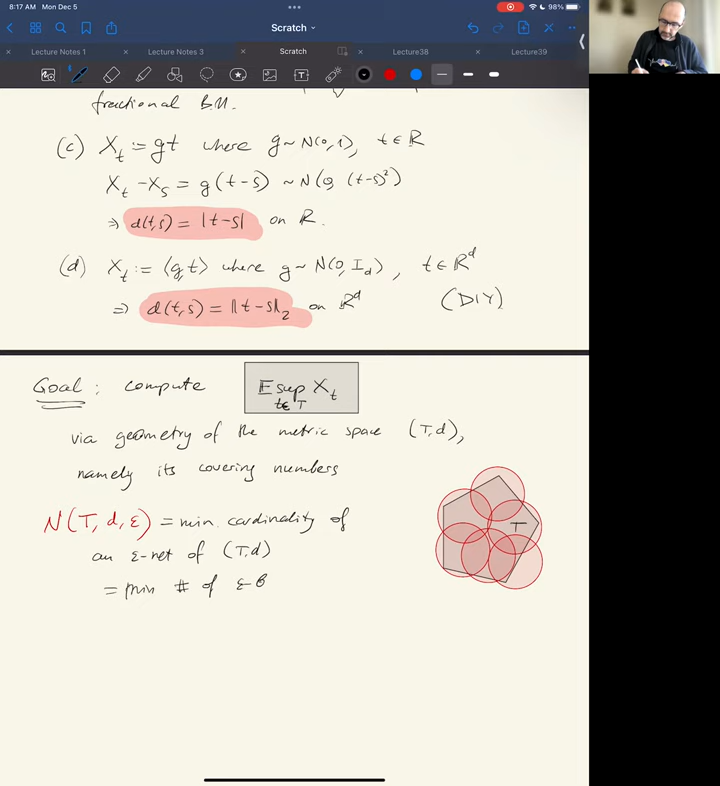 8:17 AM Mon Dec 5
98%
Scratch
Lecture Notes 1
Lecture Notes 3
Scratch
Lecture38
Lecture39
fractional B.M.
(c) X_t := gt where g ~ N(0,1), t ∈ ℝ
X_t - X_s = g(t-s) ~ N(0, (t-s)²)
⇒ d(t,s) = |t-s| on ℝ.
(d) X_t := ⟨g,t⟩ where g ~ N(0, I_d), t ∈ ℝ^d
⇒ d(t,s) = ‖t-s‖₂ on ℝ^d (DIY)
Goal: compute E sup_{t∈T} X_t
via geometry of the metric space (T,d),
namely its covering numbers
N(T,d,ε) = min. cardinality of
an ε-net of (T,d)
= min # of ε-B
T